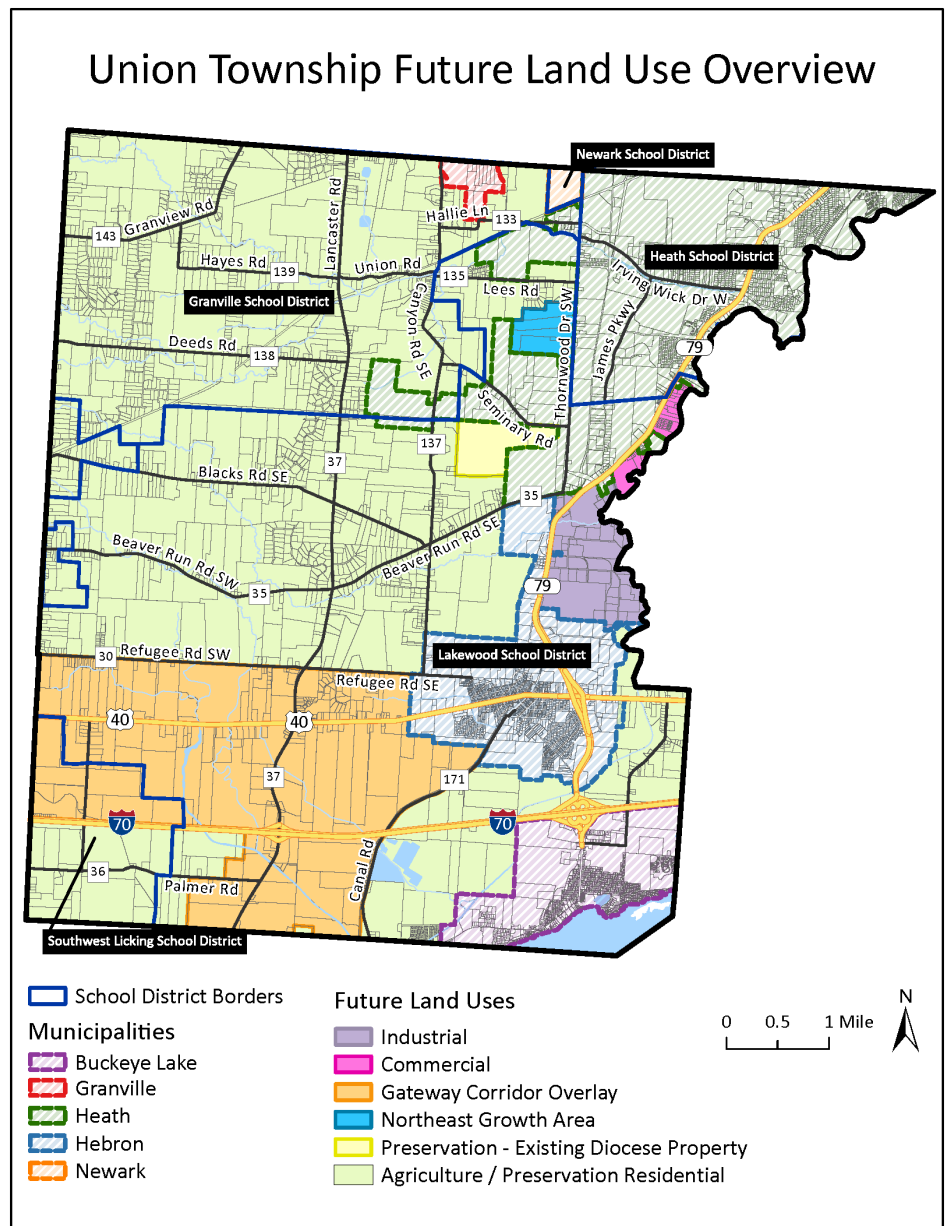 Union Township Future Land Use Overview
Newark School District
Lancaster Rd
Hallie Ln
133
Granview Rd
143
Heath School District
Hayes Rd
139
Union Rd
135
Lees Rd
Irving Wick Dr W
Granville School District
Canyon Rd SE
Thornwood Dr SW
James Pkwy
79
Deeds Rd
138
Seminary Rd
137
37
Blacks Rd SE
35
Beaver Run Rd SE
Beaver Run Rd SW
35
79
30
Refugee Rd SW
Lakewood School District
Refugee Rd SE
40
40
37
171
70
70
Canal Rd
36
Palmer Rd
Southwest Licking School District
School District Borders
Municipalities
Buckeye Lake
Granville
Heath
Hebron
Newark
Future Land Uses
Industrial
Commercial
Gateway Corridor Overlay
Northeast Growth Area
Preservation - Existing Diocese Property
Agriculture / Preservation Residential
0 0.5 1 Mile
N